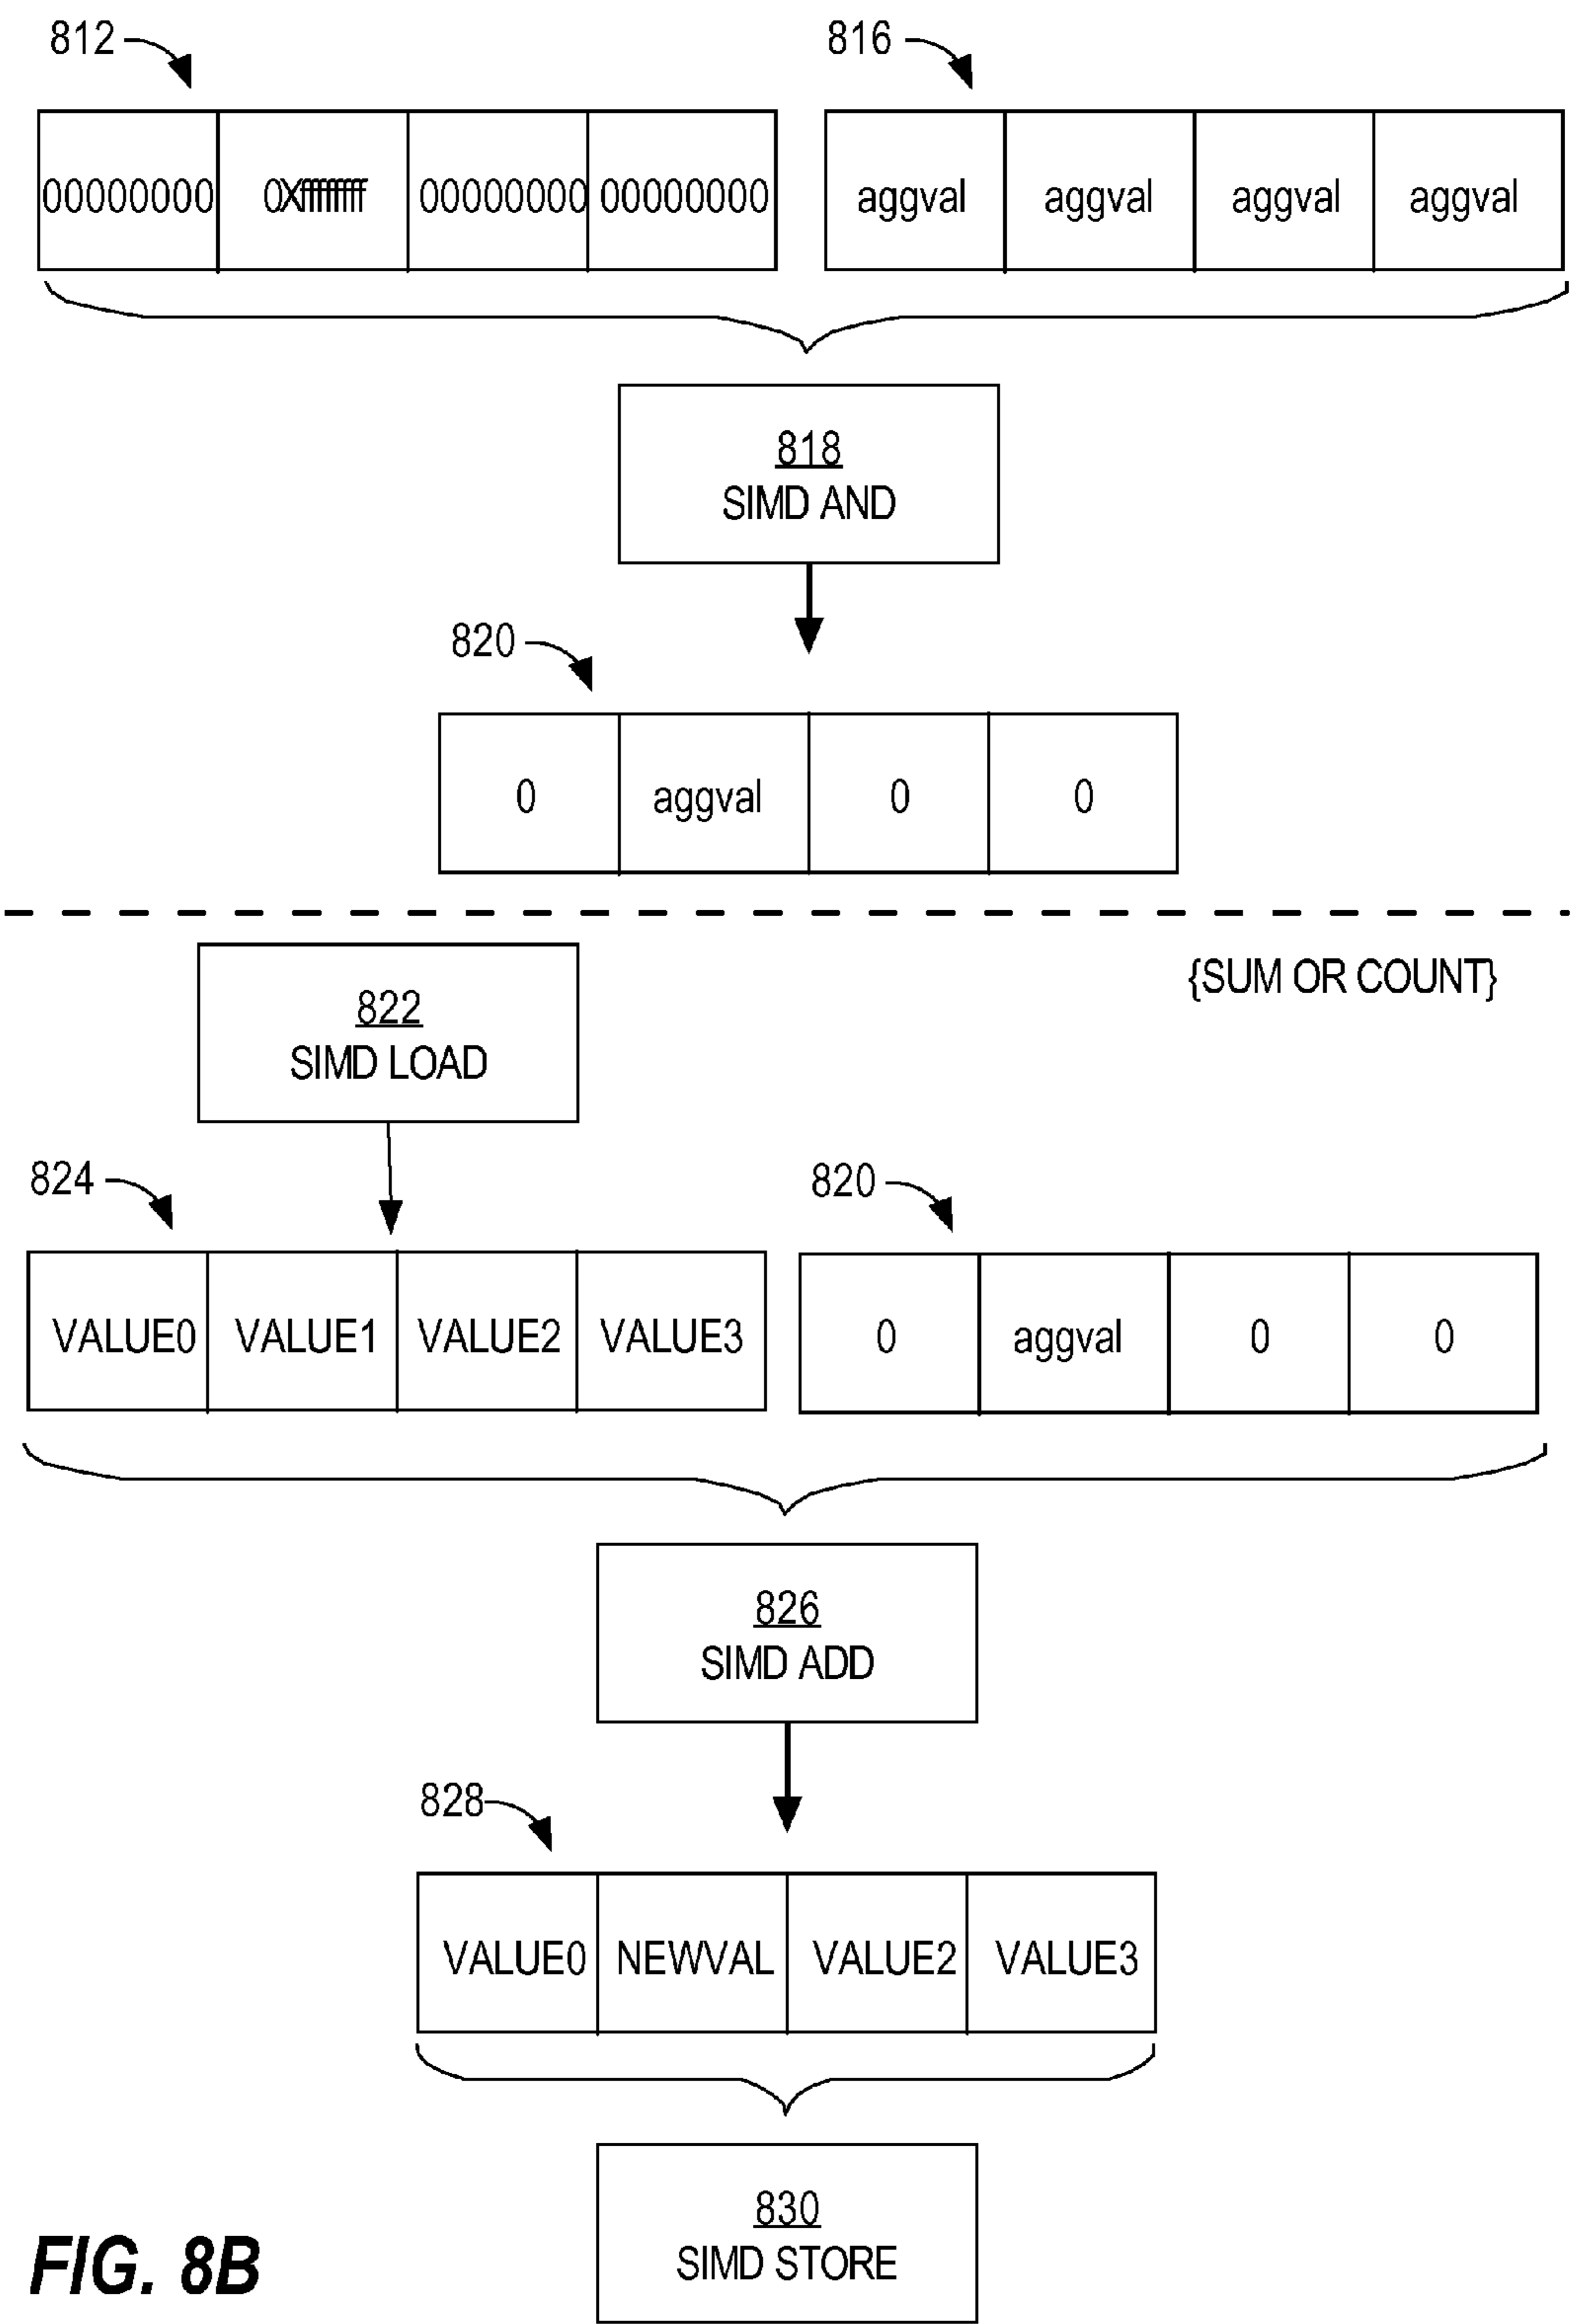 812 816
00000000 0Xffffffff 00000000 00000000 aggval aggval aggval aggval
818
SIMD AND
820
0 aggval 0 0
{SUM OR COUNT}
822
SIMD LOAD
824 820
VALUE0 VALUE1 VALUE2 VALUE3 0 aggval 0 0
826
SIMD ADD
828
VALUE0 NEWVAL VALUE2 VALUE3
830
SIMD STORE
FIG. 8B